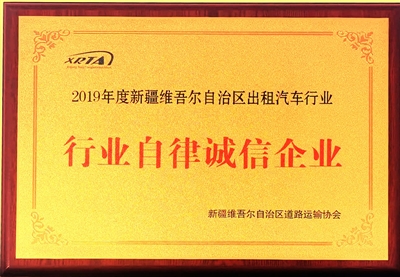 XRTA
2019年度新疆维吾尔自治区出租汽车行业
行业自律诚信企业
新疆维吾尔自治区道路运输协会